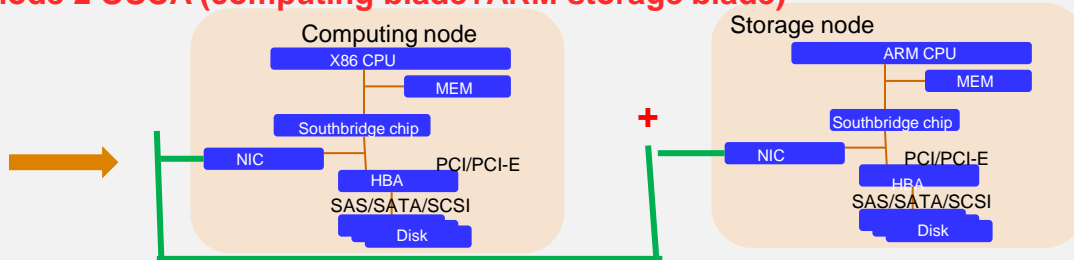 Computing node
X86 CPU
MEM
Southbridge chip
NIC
PCI/PCI-E
HBA
SAS/SATA/SCSI
Disk
+
Storage node
ARM CPU
MEM
Southbridge chip
NIC
PCI/PCI-E
HBA
SAS/SATA/SCSI
Disk